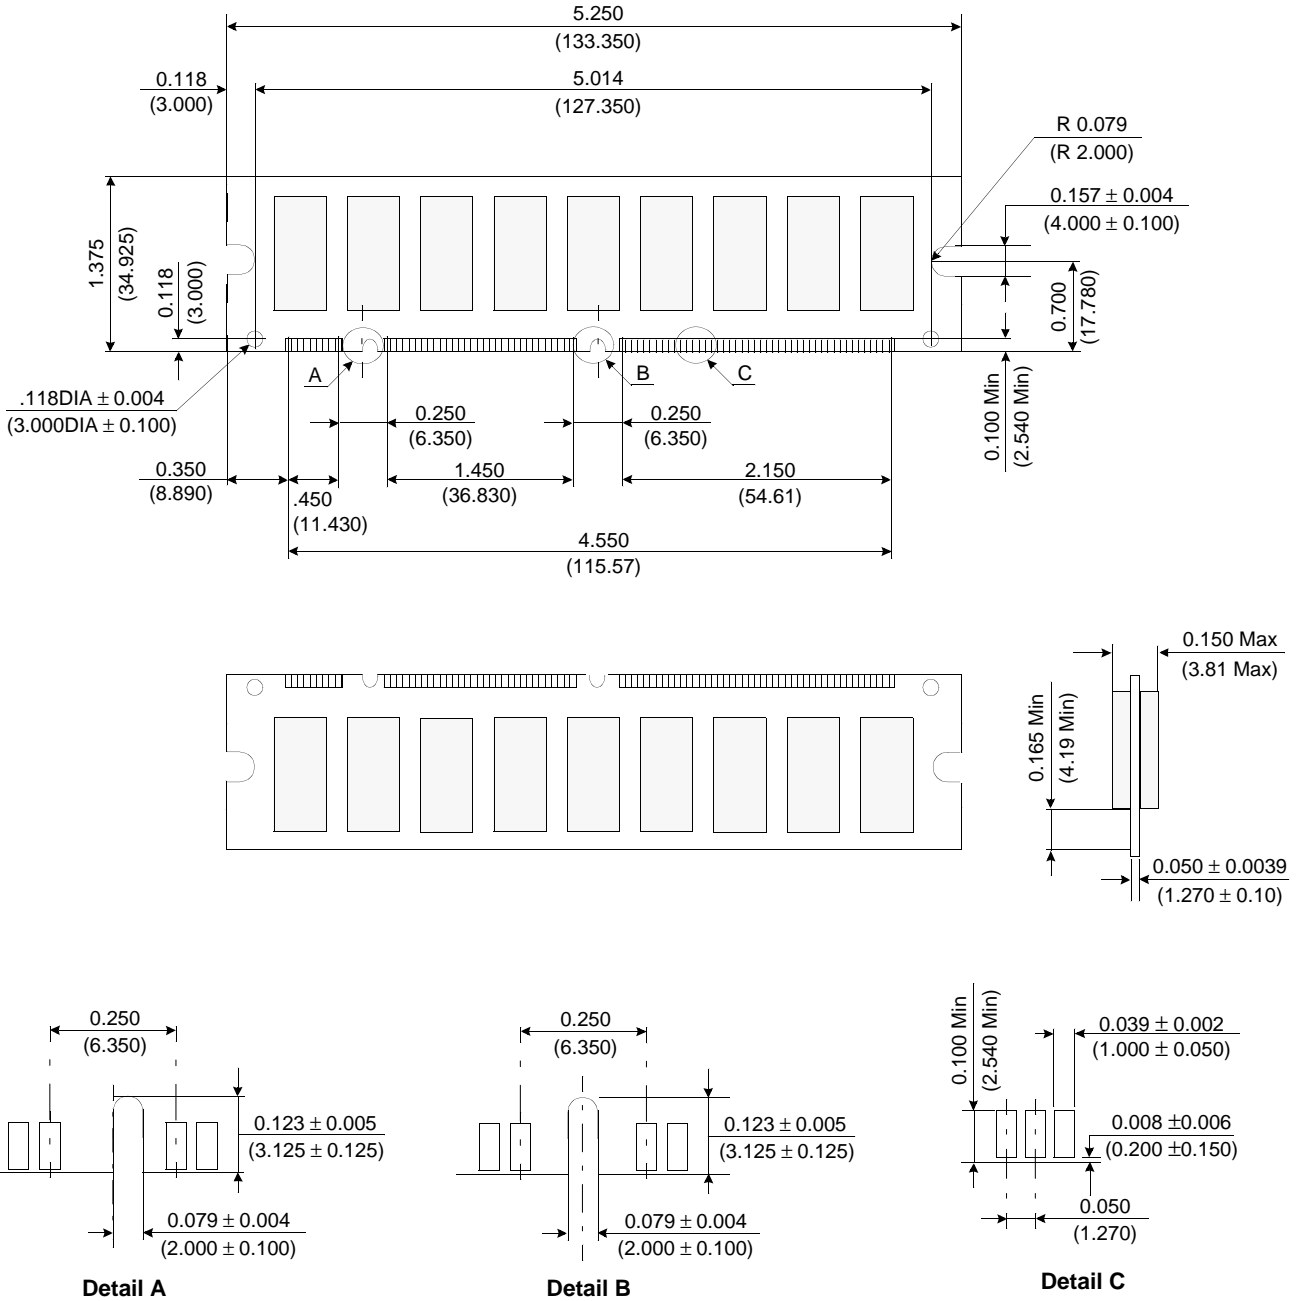 5.250
(133.350)
0.118
(3.000)
5.014
(127.350)
R 0.079
(R 2.000)
0.157 ± 0.004
(4.000 ± 0.100)
1.375
(34.925)
0.118
(3.000)
0.700
(17.780)
0.100 Min
(2.540 Min)
A
B
C
.118DIA ± 0.004
(3.000DIA ± 0.100)
0.250
(6.350)
0.250
(6.350)
0.350
(8.890)
.450
(11.430)
1.450
(36.830)
2.150
(54.61)
4.550
(115.57)
0.150 Max
(3.81 Max)
0.165 Min
(4.19 Min)
0.050 ± 0.0039
(1.270 ± 0.10)
0.250
(6.350)
0.123 ± 0.005
(3.125 ± 0.125)
0.079 ± 0.004
(2.000 ± 0.100)
Detail A
0.250
(6.350)
0.123 ± 0.005
(3.125 ± 0.125)
0.079 ± 0.004
(2.000 ± 0.100)
Detail B
0.100 Min
(2.540 Min)
0.039 ± 0.002
(1.000 ± 0.050)
0.008 ±0.006
(0.200 ±0.150)
0.050
(1.270)
Detail C